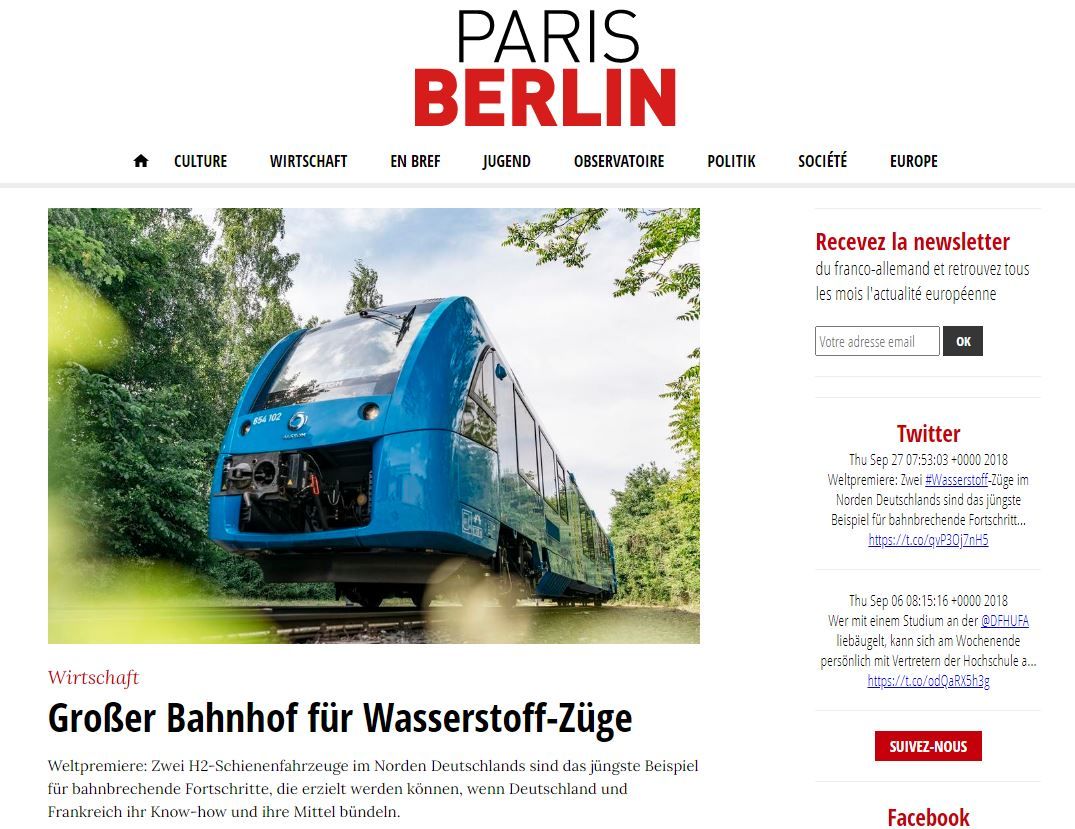 PARIS
BERLIN
CULTURE WIRTSCHAFT EN BREF JUGEND OBSERVATOIRE POLITIK SOCIÉTÉ EUROPE
654 102
ALSTOM
Wirtschaft
Großer Bahnhof für Wasserstoff-Züge
Weltpremiere: Zwei H2-Schienenfahrzeuge im Norden Deutschlands sind das jüngste Beispiel
für bahnbrechende Fortschritte, die erzielt werden können, wenn Deutschland und
Frankreich ihr Know-how und ihre Mittel bündeln.
Recevez la newsletter
du franco-allemand et retrouvez tous
les mois l'actualité européenne
Votre adresse email OK
Twitter
Thu Sep 27 07:53:03 +0000 2018
Weltpremiere: Zwei #Wasserstoff-Züge im
Norden Deutschlands sind das jüngste
Beispiel für bahnbrechende Fortschritt...
https://t.co/qvP3Oj7nH5
Thu Sep 06 08:15:16 +0000 2018
Wer mit einem Studium an der @DFHUFA
liebäugelt, kann sich am Wochenende
persönlich mit Vertretern der Hochschule a...
https://t.co/odQaRX5h3g
SUIVEZ-NOUS
Facebook